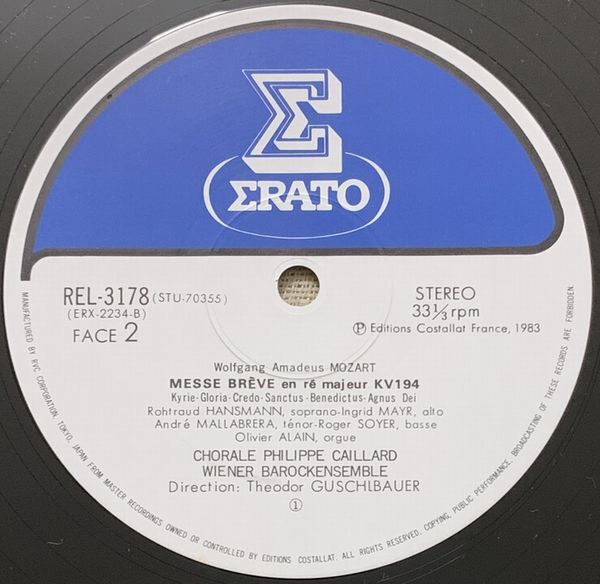 ΣRATO
REL-3178 (STU-70355)
(ERX-2234-B)
FACE 2
STEREO
33 1/3 rpm
Ⓟ Editions Costallat France, 1983
Wolfgang Amadeus MOZART
MESSE BRÈVE en ré majeur KV194
Kyrie-Gloria-Credo-Sanctus-Benedictus-Agnus Dei
Rohtraud HANSMANN, soprano-Ingrid MAYR, alto
André MALLABRERA, ténor-Roger SOYER, basse
Olivier ALAIN, orgue
CHORALE PHILIPPE CAILLARD
WIENER BAROCKENSEMBLE
Direction: Theodor GUSCHLBAUER
①
MANUFACTURED BY RVC CORPORATION, TOKYO, JAPAN FROM MASTER RECORDINGS OWNED OR CONTROLLED BY EDITIONS COSTALLAT. ALL RIGHTS RESERVED. COPYING, PUBLIC PERFORMANCE, BROADCASTING OF THESE RECORDS ARE FORBIDDEN.